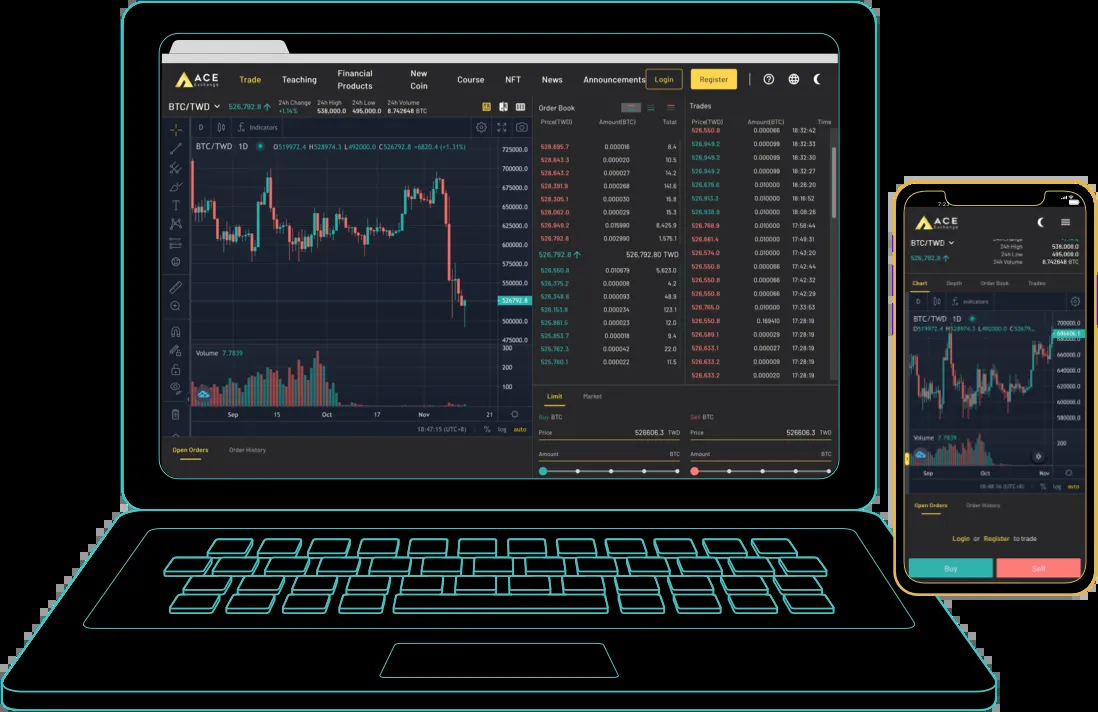 ACE
Exchange
Trade
Teaching
Financial Products
New Coin
Course
NFT
News
Announcements
Login
Register
BTC/TWD
526,792.8 ↑
24h Change
+1.14%
24h High
538,000.0
24h Low
495,000.0
24h Volume
8.742648 BTC
D
Indicators
BTC/TWD 1D
O519972.4 H528974.3 L492000.0 C526792.8 +6820.4 (+1.31%)
725000.0
700000.0
675000.0
650000.0
625000.0
600000.0
575000.0
550000.0
526792.8
500000.0
475000.0
Volume 7.7839
300
200
100
Sep 15 Oct 17 Nov 21
18:47:15 (UTC+8) % log auto
Open Orders
Order History
Order Book
Price(TWD) Amount(BTC) Total
528,695.7 0.000016 8.4
528,643.3 0.000020 10.5
528,643.2 0.000027 14.2
528,391.9 0.000268 141.6
528,305.1 0.000030 15.8
528,062.0 0.000029 15.3
526,949.2 0.015990 8,425.9
526,792.8 0.002990 1,575.1
526,792.8 ↑ 526,792.80 TWD
526,550.8 0.010679 5,623.0
526,375.2 0.000008 4.2
526,348.6 0.000093 48.9
526,153.8 0.000234 123.1
525,881.5 0.000023 12.0
525,853.7 0.000018 9.4
525,782.3 0.000042 22.0
525,780.1 0.000022 11.5
Trades
Price(TWD) Amount(BTC) Time
526,550.8 0.000066 18:32:42
526,949.2 0.000099 18:32:33
526,949.2 0.000099 18:32:30
526,949.2 0.000099 18:32:27
526,679.6 0.010000 18:26:20
526,913.3 0.010000 18:16:52
526,938.9 0.010000 18:08:26
526,766.9 0.010000 17:58:44
526,661.4 0.010000 17:49:31
526,574.0 0.010000 17:43:20
526,550.8 0.000066 17:42:44
526,550.8 0.000066 17:42:32
526,550.8 0.000066 17:42:29
526,765.0 0.010000 17:33:53
526,550.8 0.169410 17:28:19
526,589.1 0.000029 17:28:19
526,633.1 0.000027 17:28:19
526,633.2 0.000009 17:28:19
526,633.2 0.000020 17:28:19
Limit
Market
Buy BTC
Price 526606.3 TWD
Amount BTC
Sell BTC
Price 526606.3 TWD
Amount BTC
ACE
Exchange
BTC/TWD
526,792.8 ↑
24h High 538,000.0
24h Low 495,000.0
24h Volume 8.742648 BTC
Chart
Depth
Order Book
Trades
D
Indicators
BTC/TWD 1D
O519972.4 H528974.3 L492000.0 C52679...
700000.0
680000.0
660000.0
640000.0
620000.0
600000.0
580000.0
Volume 7.7839
200
Sep Oct Nov
(UTC+8) % log auto
Open Orders
Order History
Login or Register to trade
Buy
Sell